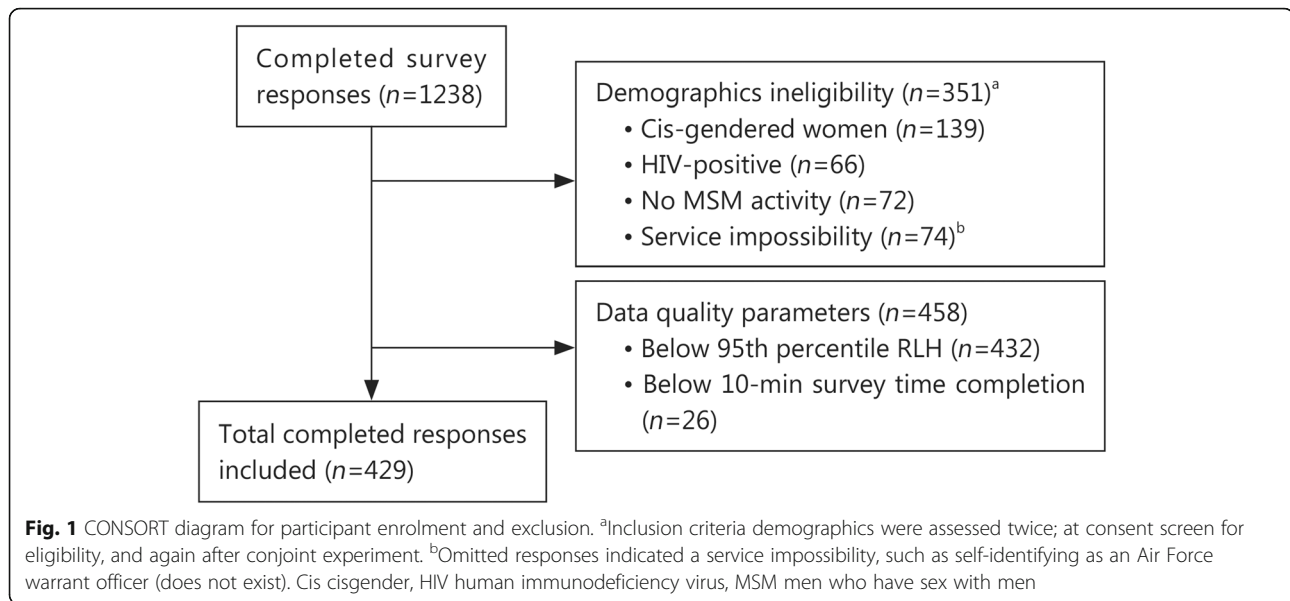 Completed survey
responses (n=1238)
Demographics ineligibility (n=351)a
• Cis-gendered women (n=139)
• HIV-positive (n=66)
• No MSM activity (n=72)
• Service impossibility (n=74)b
Data quality parameters (n=458)
• Below 95th percentile RLH (n=432)
• Below 10-min survey time completion
(n=26)
Total completed responses
included (n=429)
Fig. 1 CONSORT diagram for participant enrolment and exclusion. aInclusion criteria demographics were assessed twice; at consent screen for
eligibility, and again after conjoint experiment. bOmitted responses indicated a service impossibility, such as self-identifying as an Air Force
warrant officer (does not exist). Cis cisgender, HIV human immunodeficiency virus, MSM men who have sex with men